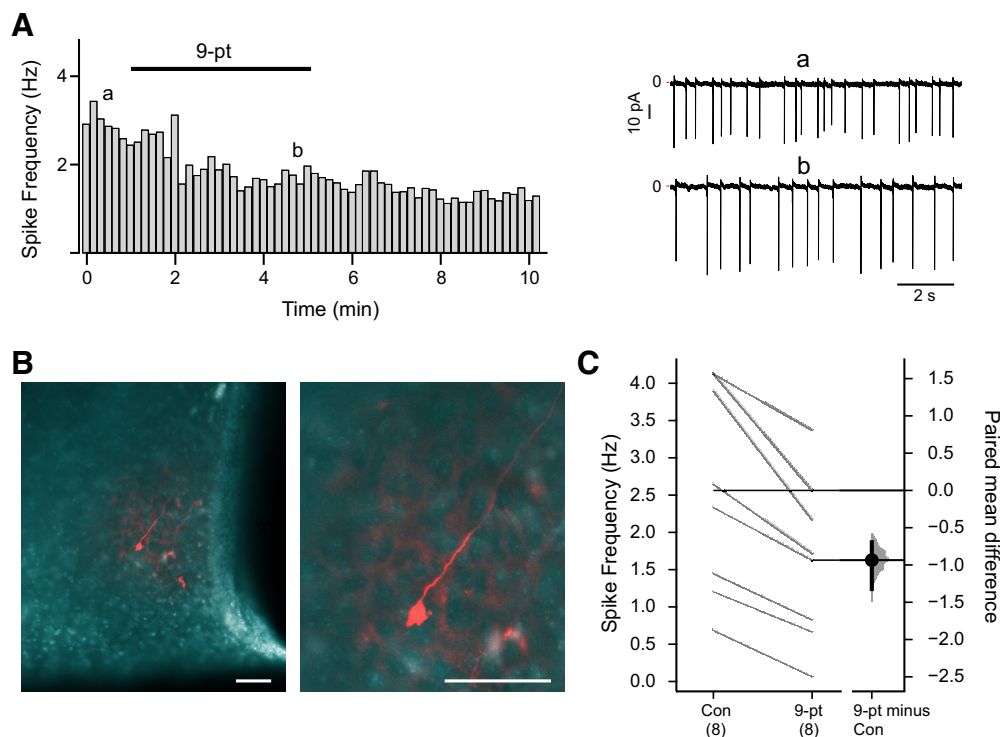 A
9-pt
a
b
4
2
Spike Frequency (Hz)
0 2 4 6 8 10
Time (min)
a
0
10 pA
b
0
2 s
B
3
C
4.0
3.5
3.0
2.5
2.0
1.5
1.0
0.5
0.0
Spike Frequency (Hz)
1.5
1.0
0.5
0.0
−0.5
−1.0
−1.5
−2.0
−2.5
Paired mean difference
Con 9-pt 9-pt minus
(8) (8) Con